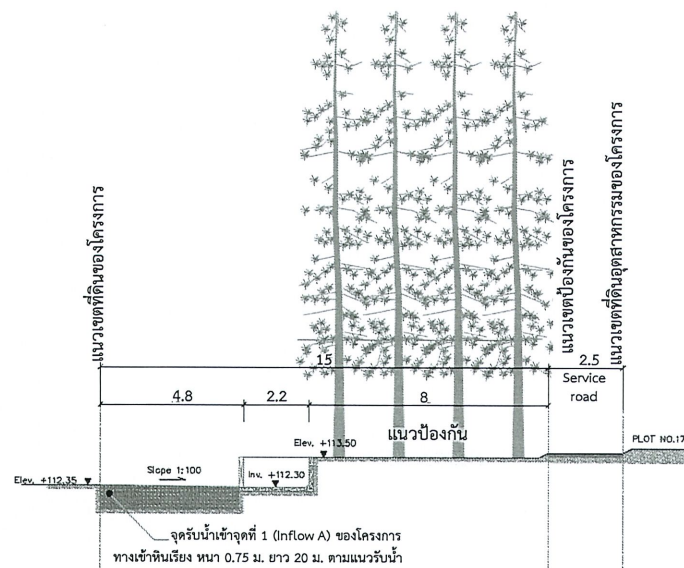 แนวเขตที่ดินของโครงการ
แนวเขตป้องกันของโครงการ
แนวเขตที่ดินอุตสาหกรรมของโครงการ
15
2.5
4.8
2.2
8
Service
road
แนวป้องกัน
Elev. +113.50
PLOT NO.17
Slope 1:100
Inv. +112.30
Elev. +112.35
จุดรับน้ำเข้าจุดที่ 1 (Inflow A) ของโครงการ
ทางเข้าหินเรียง หนา 0.75 ม. ยาว 20 ม. ตามแนวรับน้ำ